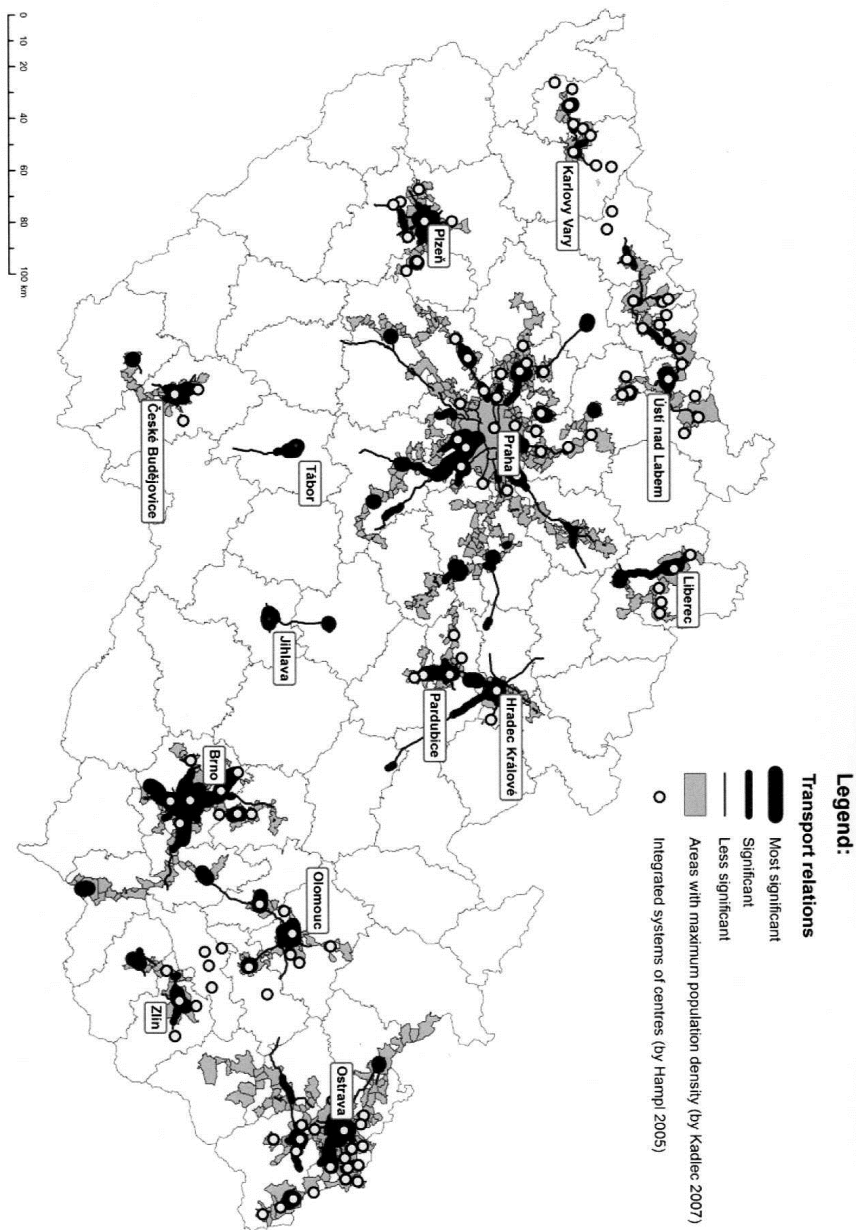 Legend:
Transport relations
Most significant
Significant
Less significant
Areas with maximum population density (by Kadlec 2007)
Integrated systems of centres (by Hampl 2005)
Karlovy Vary
Ústí nad Labem
Liberec
Plzeň
Praha
Hradec Králové
Pardubice
Tábor
České Budějovice
Jihlava
Brno
Olomouc
Zlín
Ostrava
0 20 40 60 80 100 km